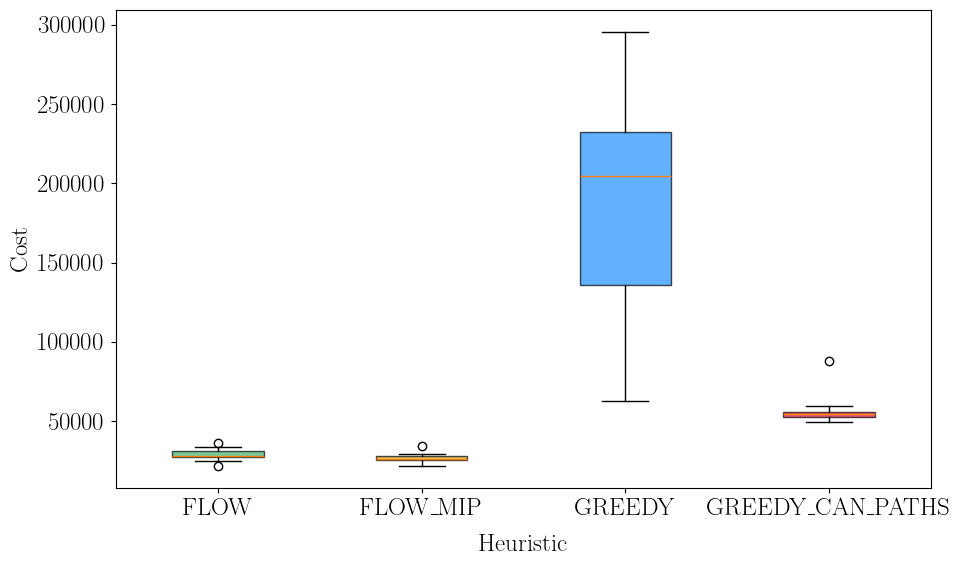 300000
250000
200000
150000
100000
50000
Cost
FLOW
FLOW_MIP
GREEDY
GREEDY_CAN_PATHS
Heuristic